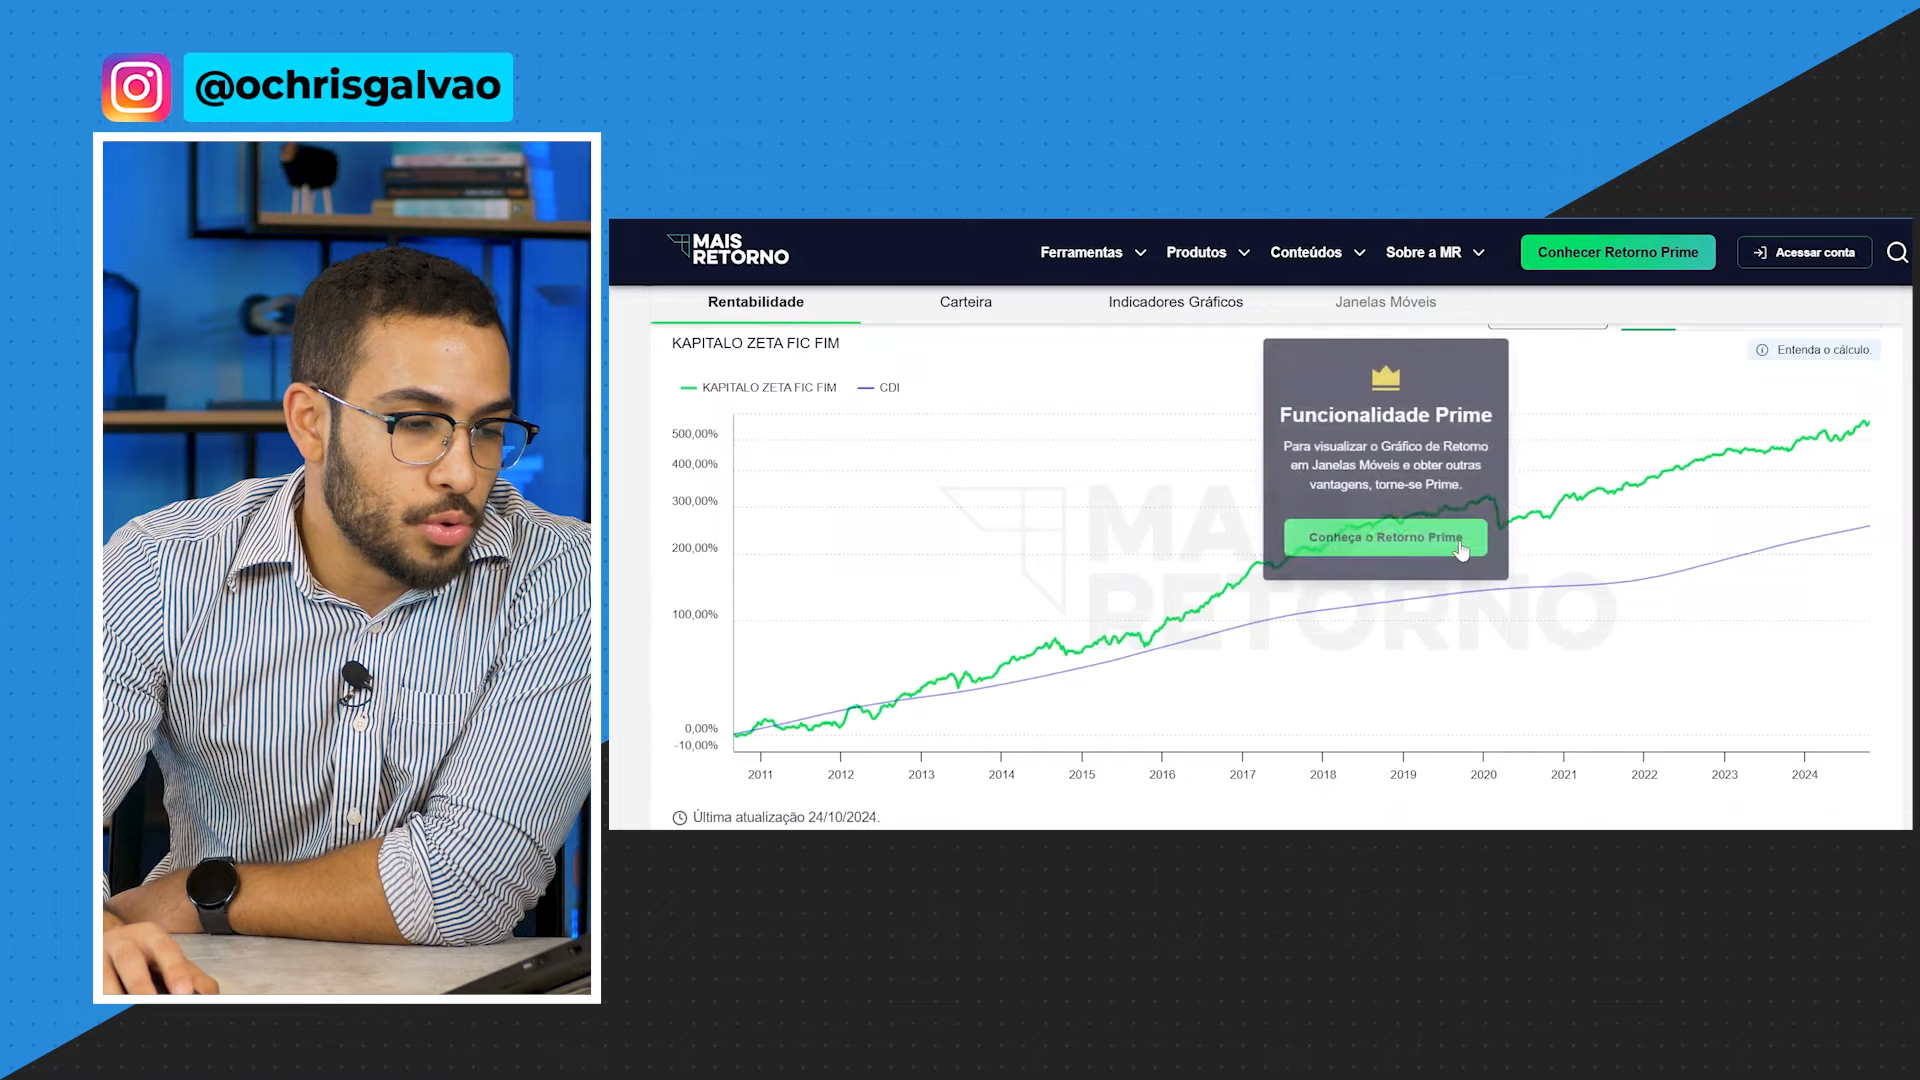 @ochrisgalvao
MAIS
RETORNO
Ferramentas
Produtos
Conteúdos
Sobre a MR
Conhecer Retorno Prime
Acessar conta
Rentabilidade
Carteira
Indicadores Gráficos
Janelas Móveis
KAPITALO ZETA FIC FIM
Entenda o cálculo.
KAPITALO ZETA FIC FIM
CDI
Funcionalidade Prime
Para visualizar o Gráfico de Retorno
em Janelas Móveis e obter outras
vantagens, torne-se Prime.
Conheça o Retorno Prime
500,00%
400,00%
300,00%
200,00%
100,00%
0,00%
-10,00%
MAIS
RETORNO
2011
2012
2013
2014
2015
2016
2017
2018
2019
2020
2021
2022
2023
2024
Última atualização 24/10/2024.